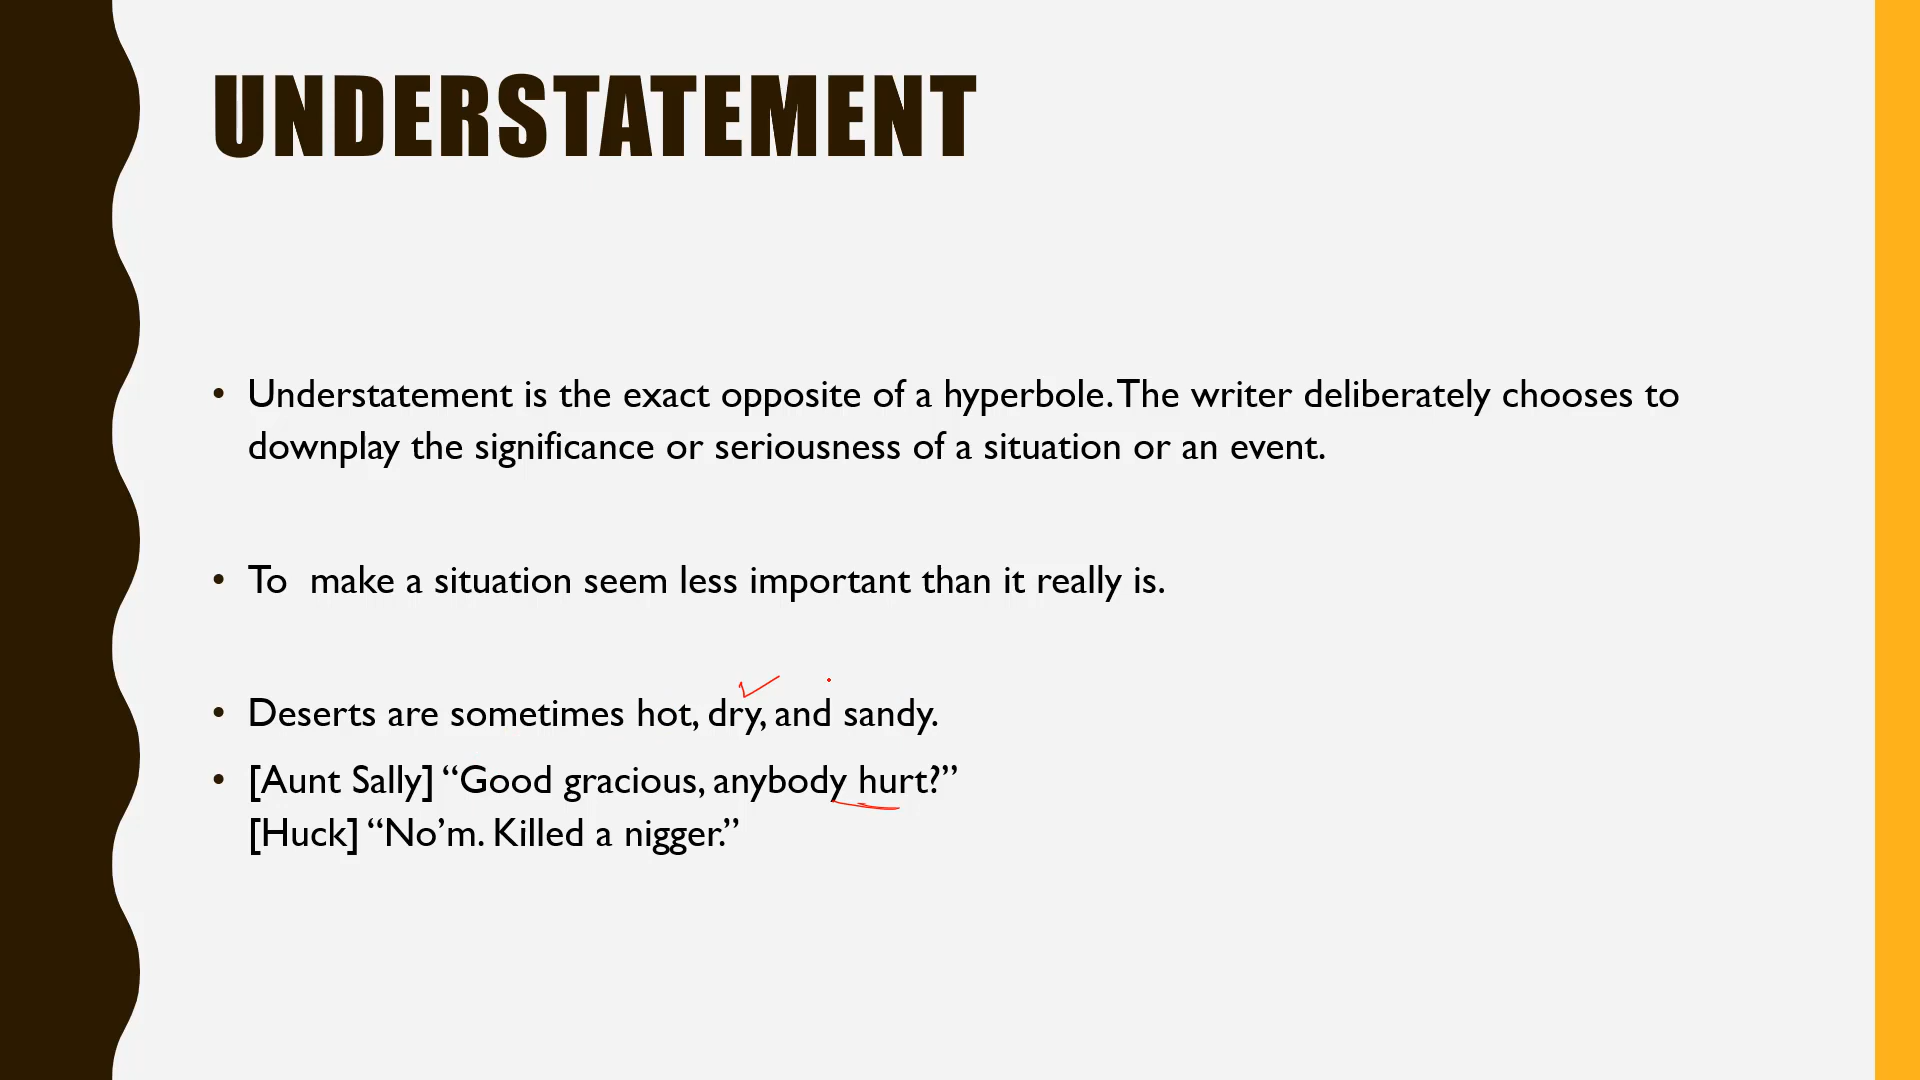 UNDERSTATEMENT
• Understatement is the exact opposite of a hyperbole. The writer deliberately chooses to
downplay the significance or seriousness of a situation or an event.
• To  make a situation seem less important than it really is.
• Deserts are sometimes hot, dry, and sandy.
• [Aunt Sally] “Good gracious, anybody hurt?”
[Huck] “No’m. Killed a nigger.”